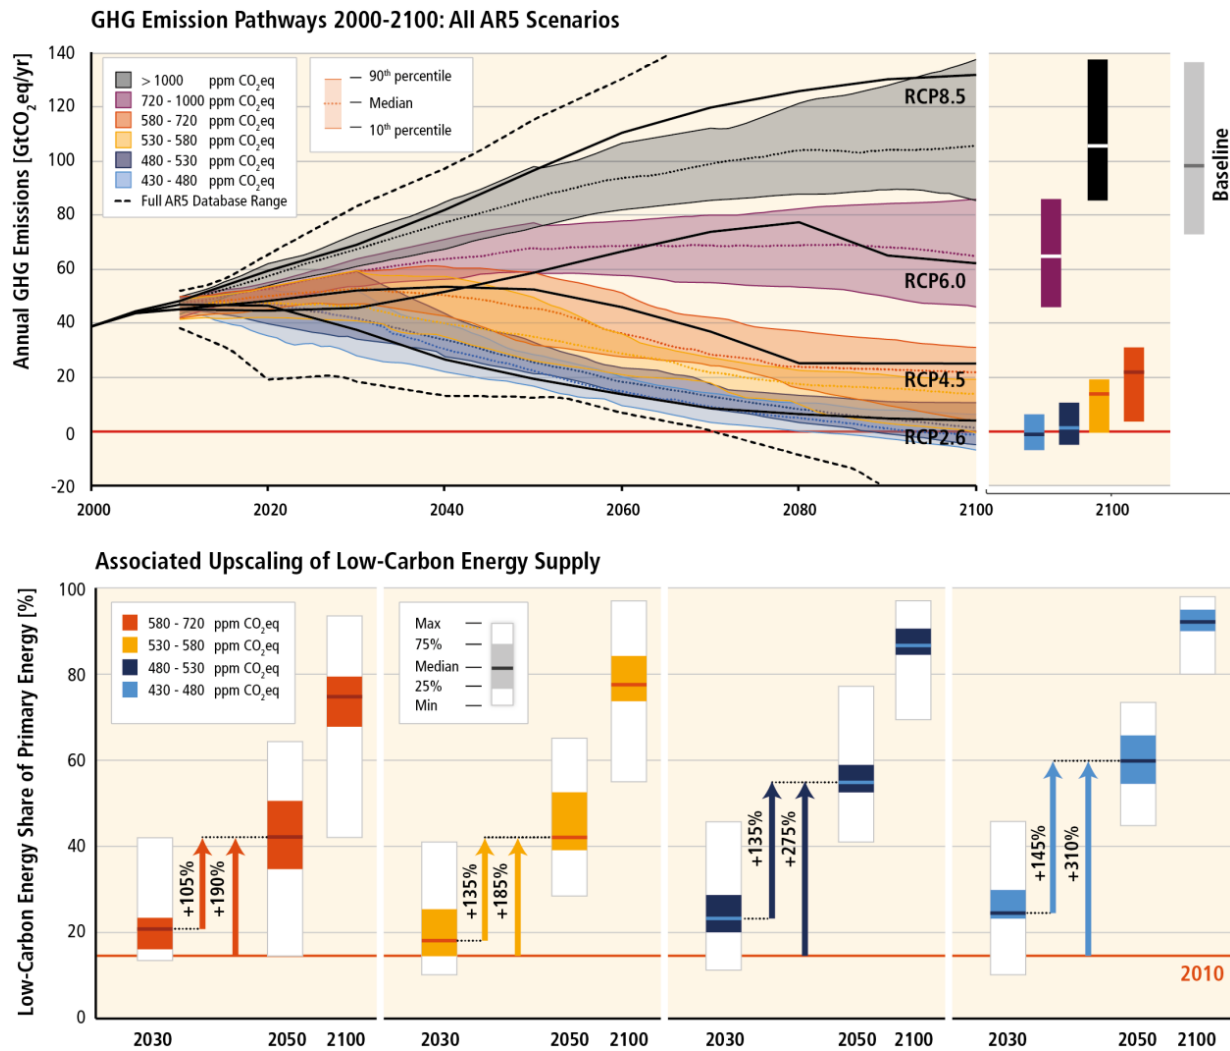 GHG Emission Pathways 2000-2100: All AR5 Scenarios
Annual GHG Emissions [GtCO₂eq/yr]
140
120
100
80
60
40
20
0
-20
> 1000 ppm CO₂eq
720 - 1000 ppm CO₂eq
580 - 720 ppm CO₂eq
530 - 580 ppm CO₂eq
480 - 530 ppm CO₂eq
430 - 480 ppm CO₂eq
Full AR5 Database Range
90th percentile
Median
10th percentile
RCP8.5
RCP6.0
RCP4.5
RCP2.6
Baseline
2000 2020 2040 2060 2080 2100 2100
Associated Upscaling of Low-Carbon Energy Supply
Low-Carbon Energy Share of Primary Energy [%]
100
80
60
40
20
0
580 - 720 ppm CO₂eq
530 - 580 ppm CO₂eq
480 - 530 ppm CO₂eq
430 - 480 ppm CO₂eq
Max
75%
Median
25%
Min
+105%
+190%
+135%
+185%
+135%
+275%
+145%
+310%
2010
2030 2050 2100 2030 2050 2100 2030 2050 2100 2030 2050 2100